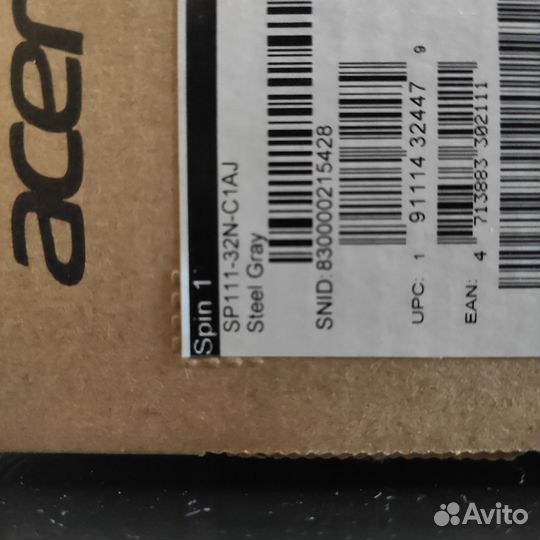 acer
Spin 1
SP111-32N-C1AJ
Steel Gray
SNID:830000215428
UPC: 1 91114 32447 9
EAN: 4 713883 302111
Avito